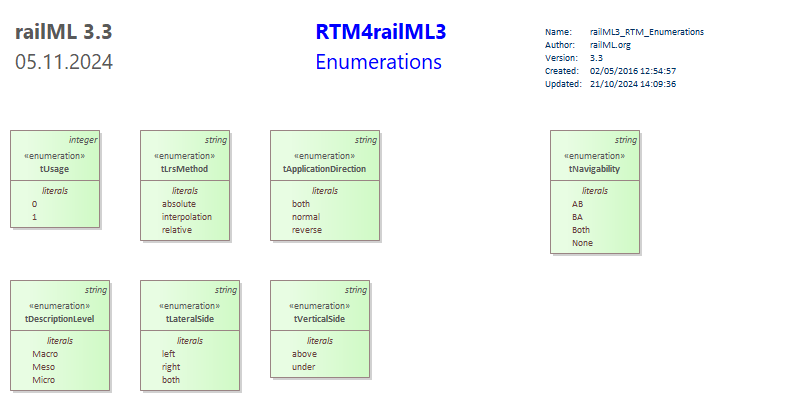 railML 3.3
05.11.2024
RTM4railML3
Enumerations
Name: railML3_RTM_Enumerations
Author: railML.org
Version: 3.3
Created: 02/05/2016 12:54:57
Updated: 21/10/2024 14:09:36
integer
«enumeration»
tUsage
literals
0
1
string
«enumeration»
tLrsMethod
literals
absolute
interpolation
relative
string
«enumeration»
tApplicationDirection
literals
both
normal
reverse
string
«enumeration»
tNavigability
literals
AB
BA
Both
None
string
«enumeration»
tDescriptionLevel
literals
Macro
Meso
Micro
string
«enumeration»
tLateralSide
literals
left
right
both
string
«enumeration»
tVerticalSide
literals
above
under